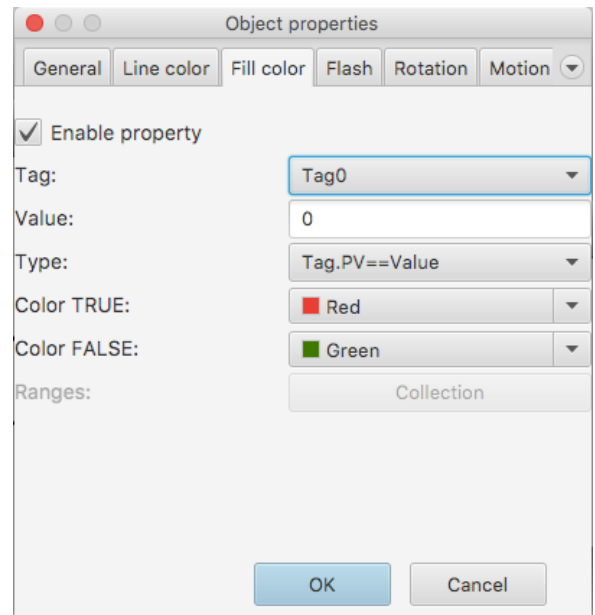 Object properties
General Line color Fill color Flash Rotation Motion
Enable property
Tag: Tag0
Value: 0
Type: Tag.PV==Value
Color TRUE: Red
Color FALSE: Green
Ranges: Collection
OK Cancel